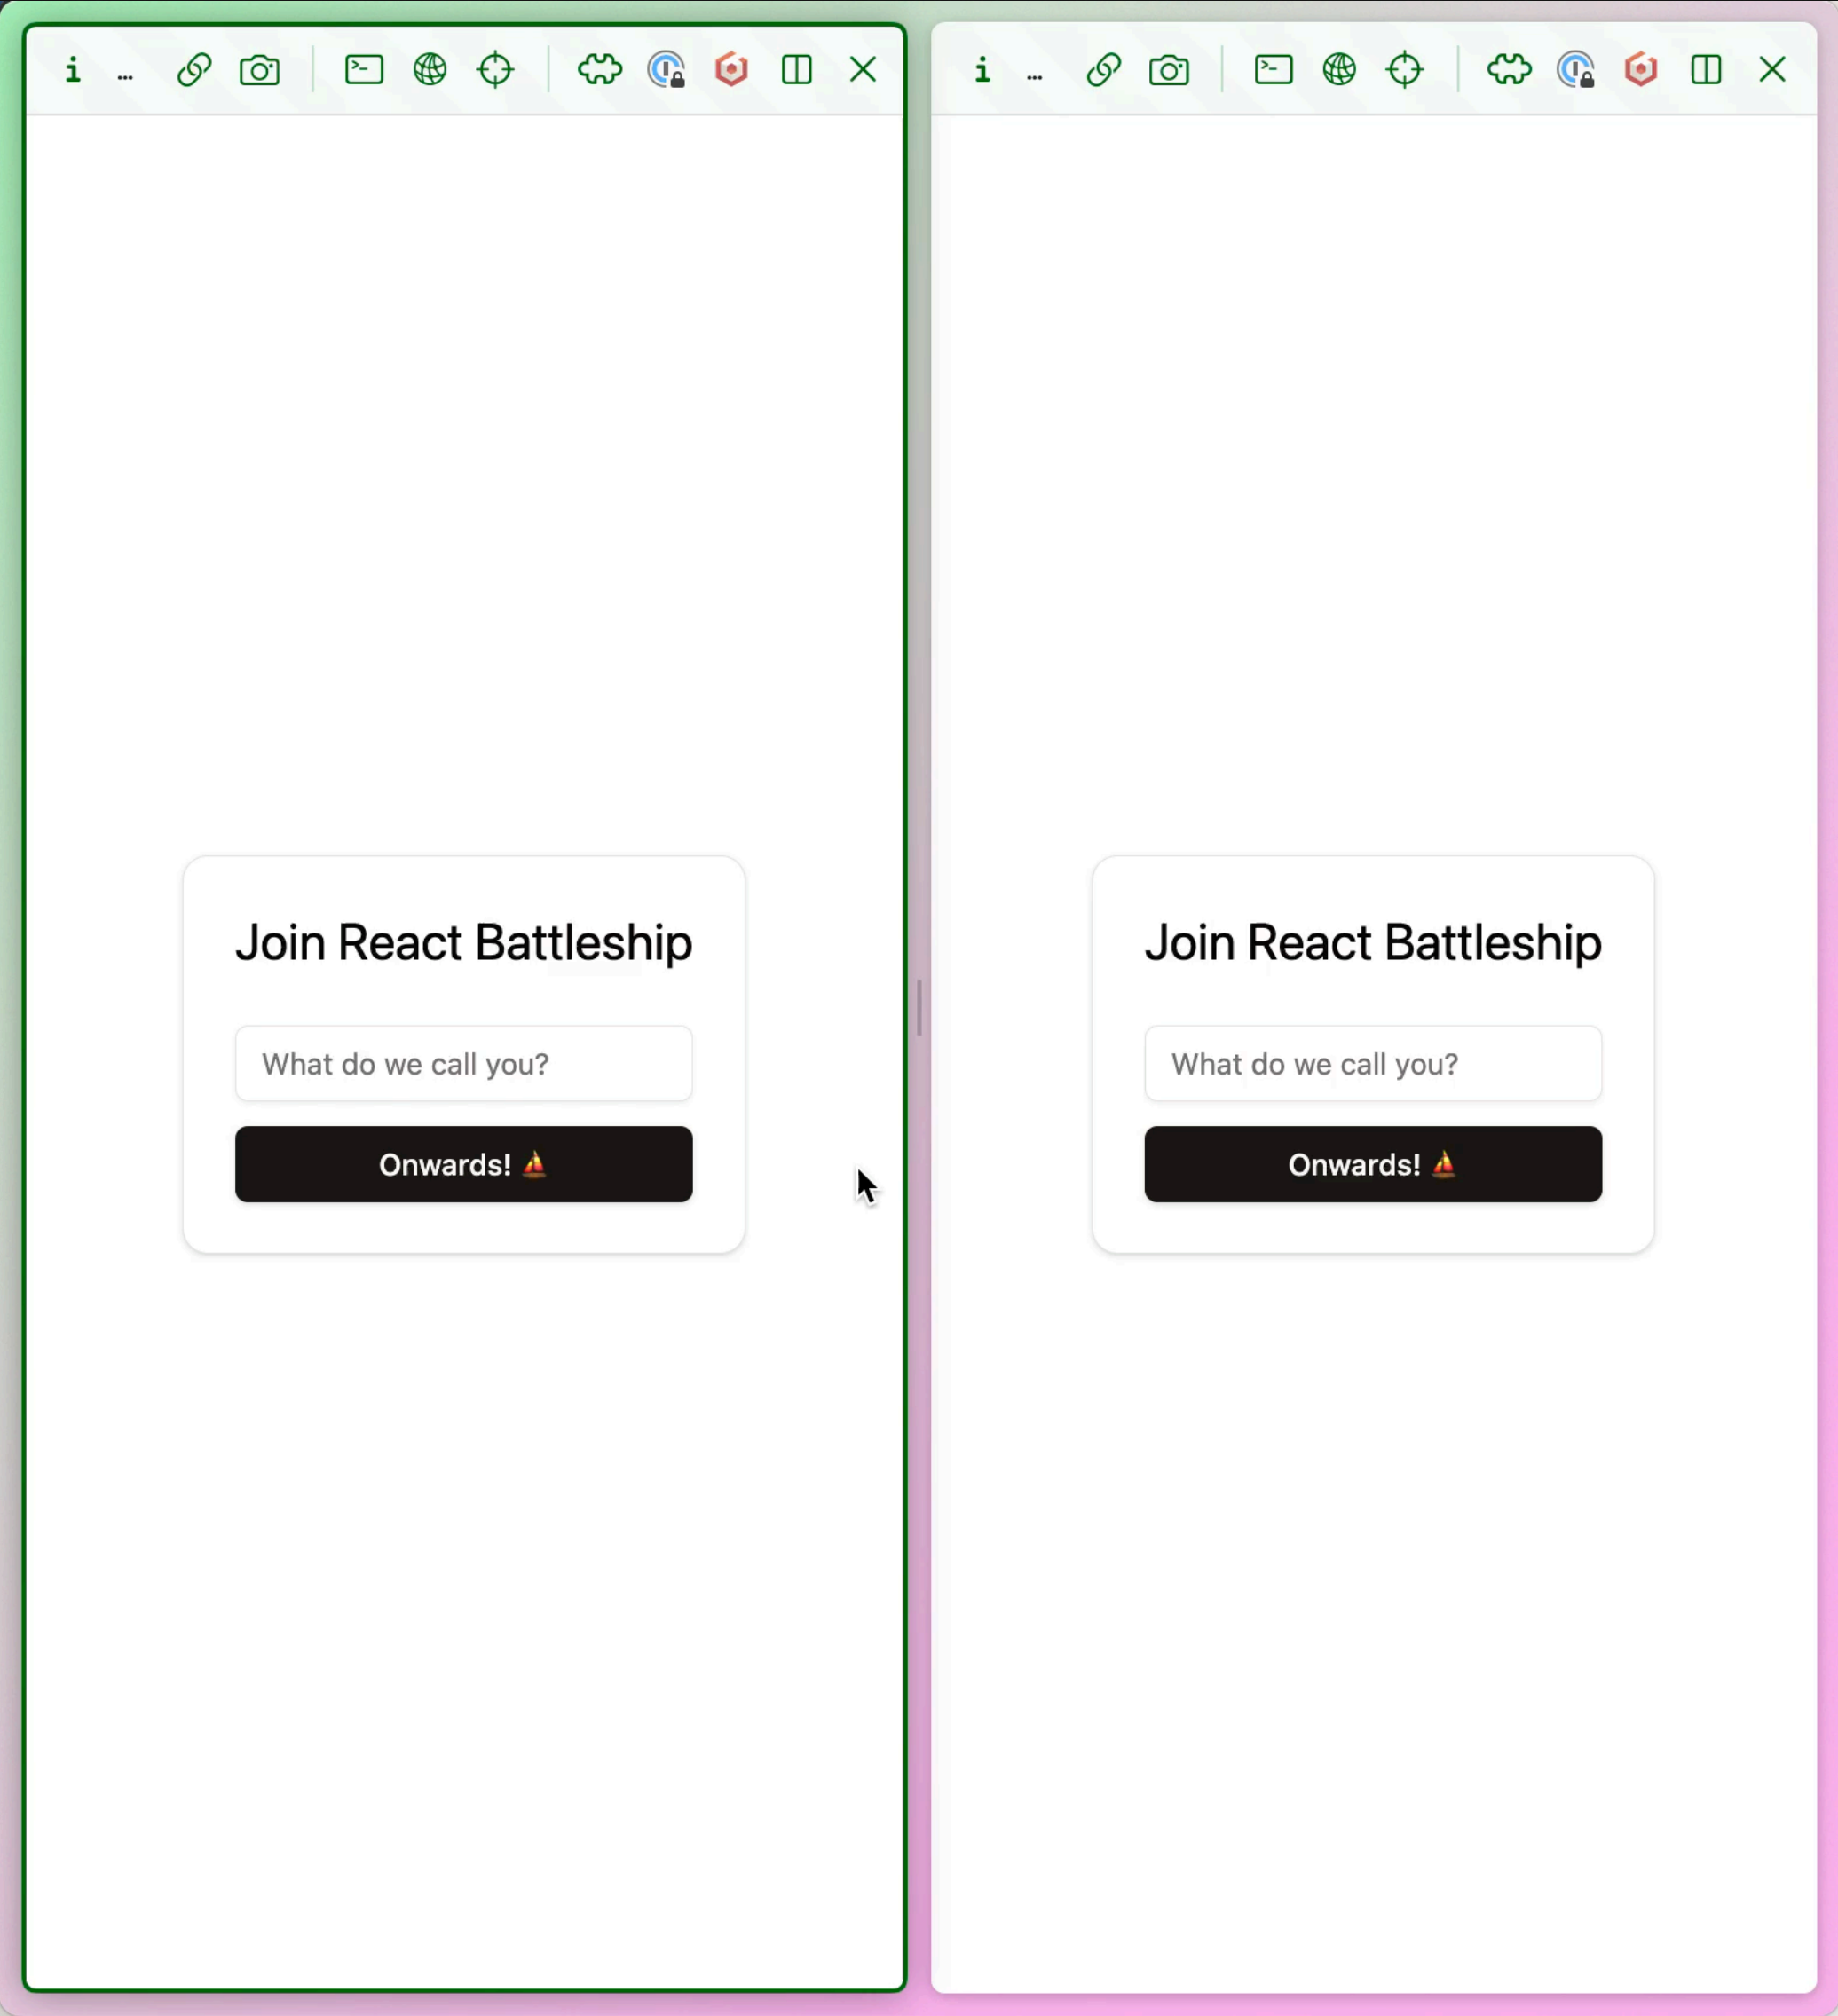 i ...
Join React Battleship
What do we call you?
Onwards! ⛵
i ...
Join React Battleship
What do we call you?
Onwards! ⛵